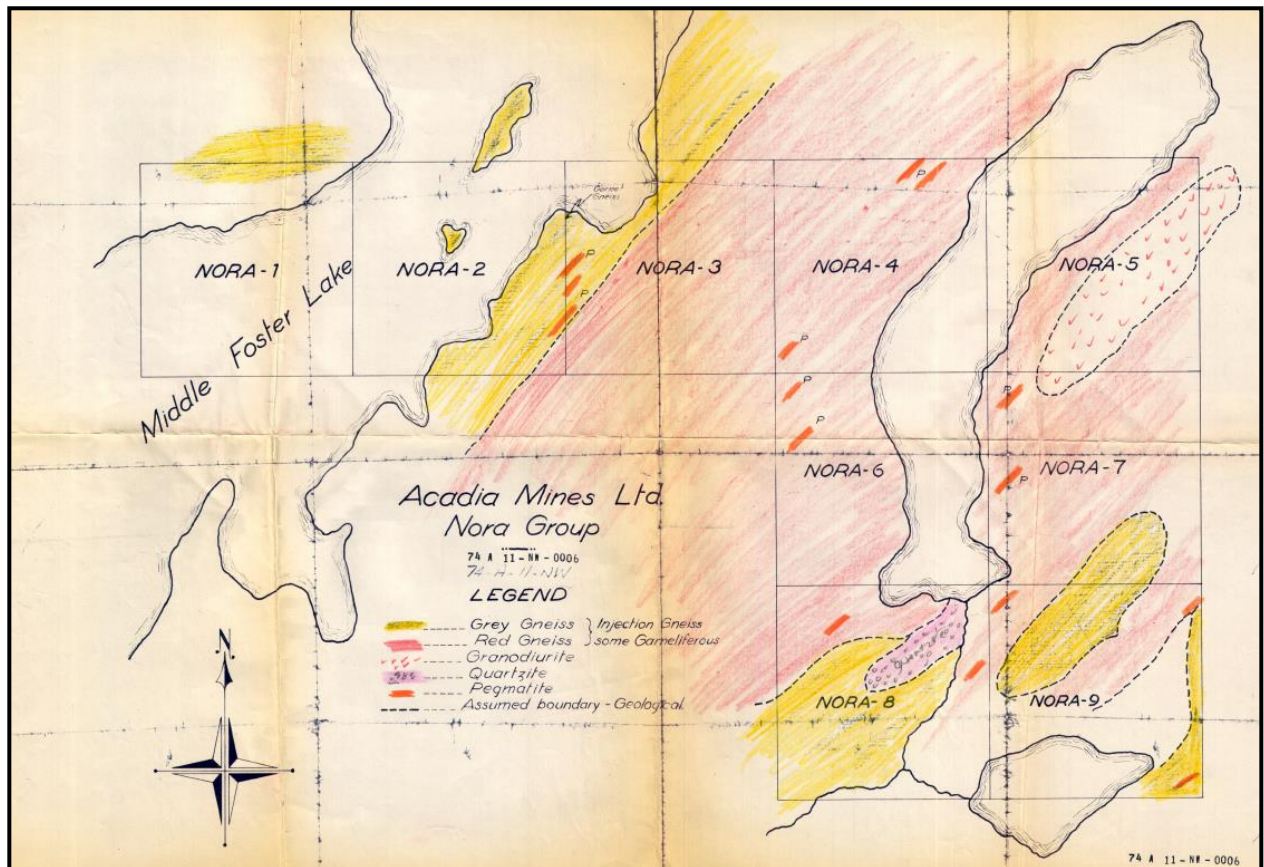 Garnet
Gneiss
P
P
P
NORA-1
NORA-2
NORA-3
NORA-4
NORA-5
Middle Foster Lake
P
P
P
P
NORA-6
NORA-7
Acadia Mines Ltd.
Nora Group
74 A 11-NW-0006
74-A-11-NW
LEGEND
Grey Gneiss } Injection Gneiss
Red Gneiss } some Garneliferous
Granodiurite
Quartzite
Pegmatite
Assumed boundary - Geological
N
Quartzite
NORA-8
NORA-9
74 A 11-NW-0006